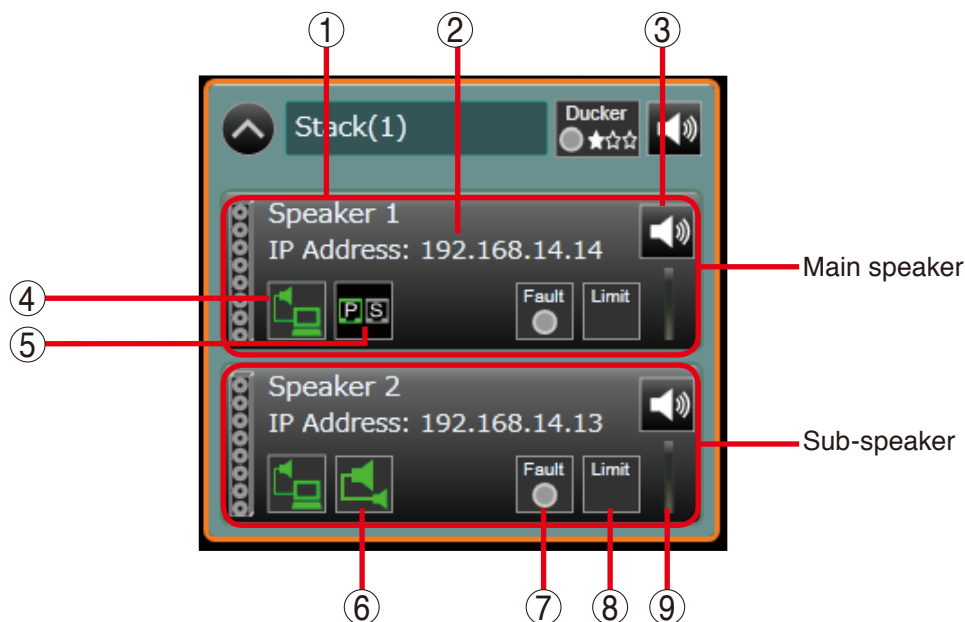 ① ② ③
Stack(1)
Ducker
★☆☆
Speaker 1
IP Address: 192.168.14.14
Main speaker
④
Fault
Limit
P S
⑤
Speaker 2
IP Address: 192.168.14.13
Sub-speaker
Fault
Limit
⑥ ⑦ ⑧ ⑨